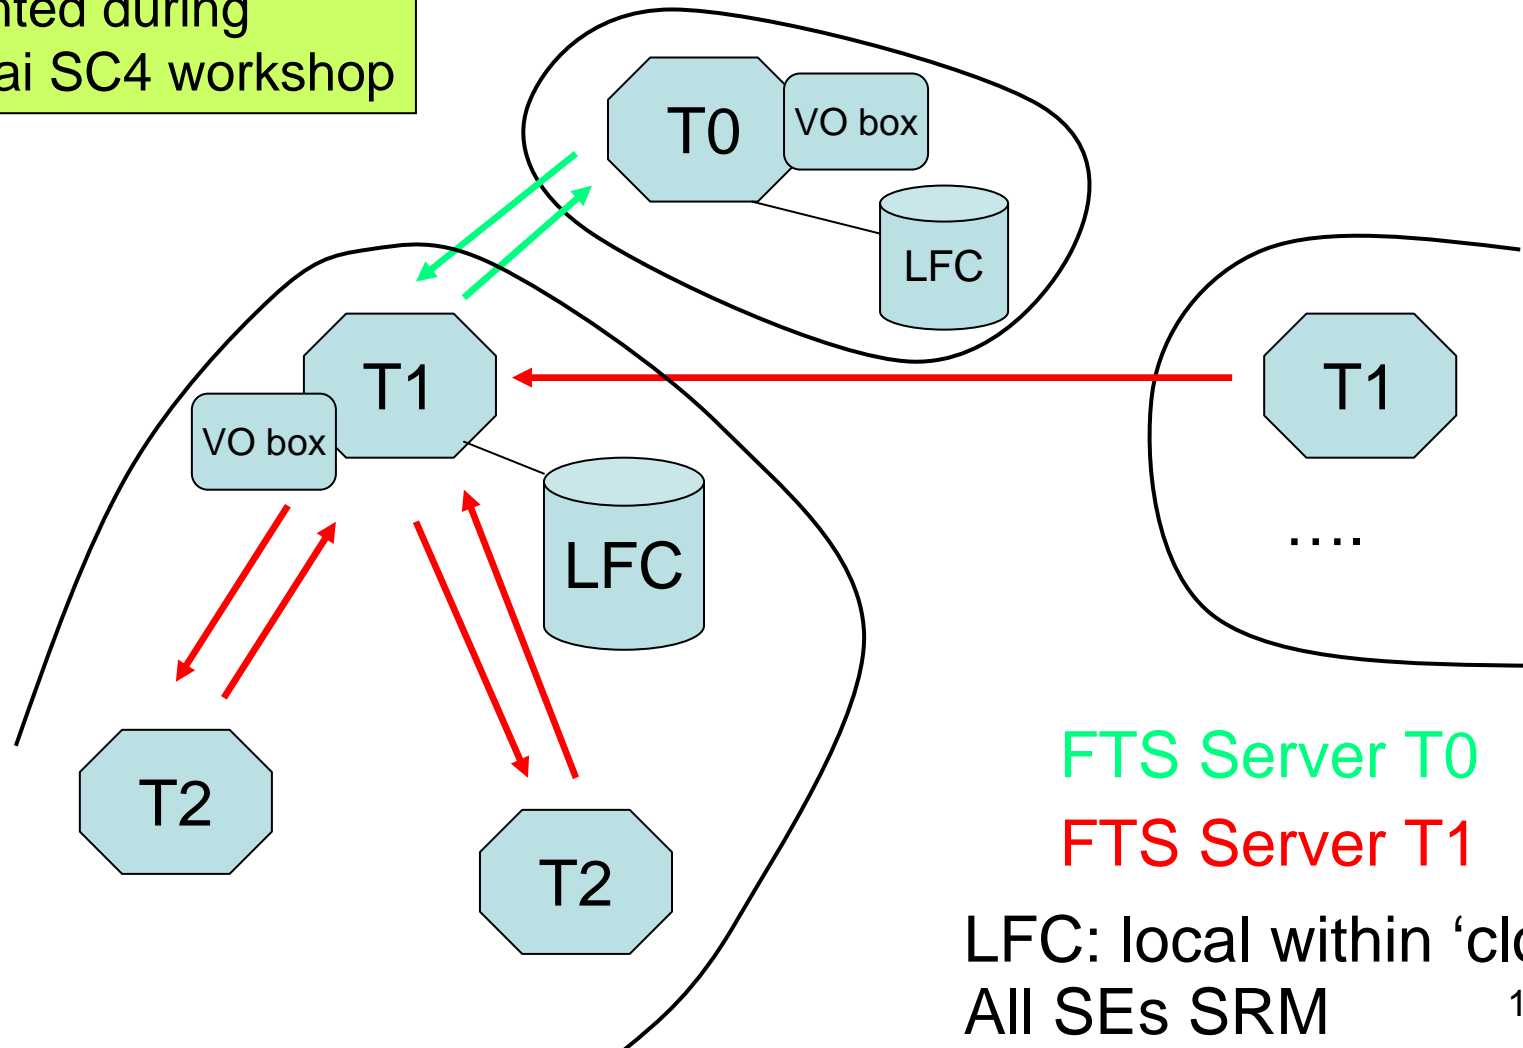 during
SC4 workshop
T0
VO box
LFC
T1
VO box
LFC
T1
....
T2
T2
FTS Server T0
FTS Server T1
LFC: local within
All SEs SRM